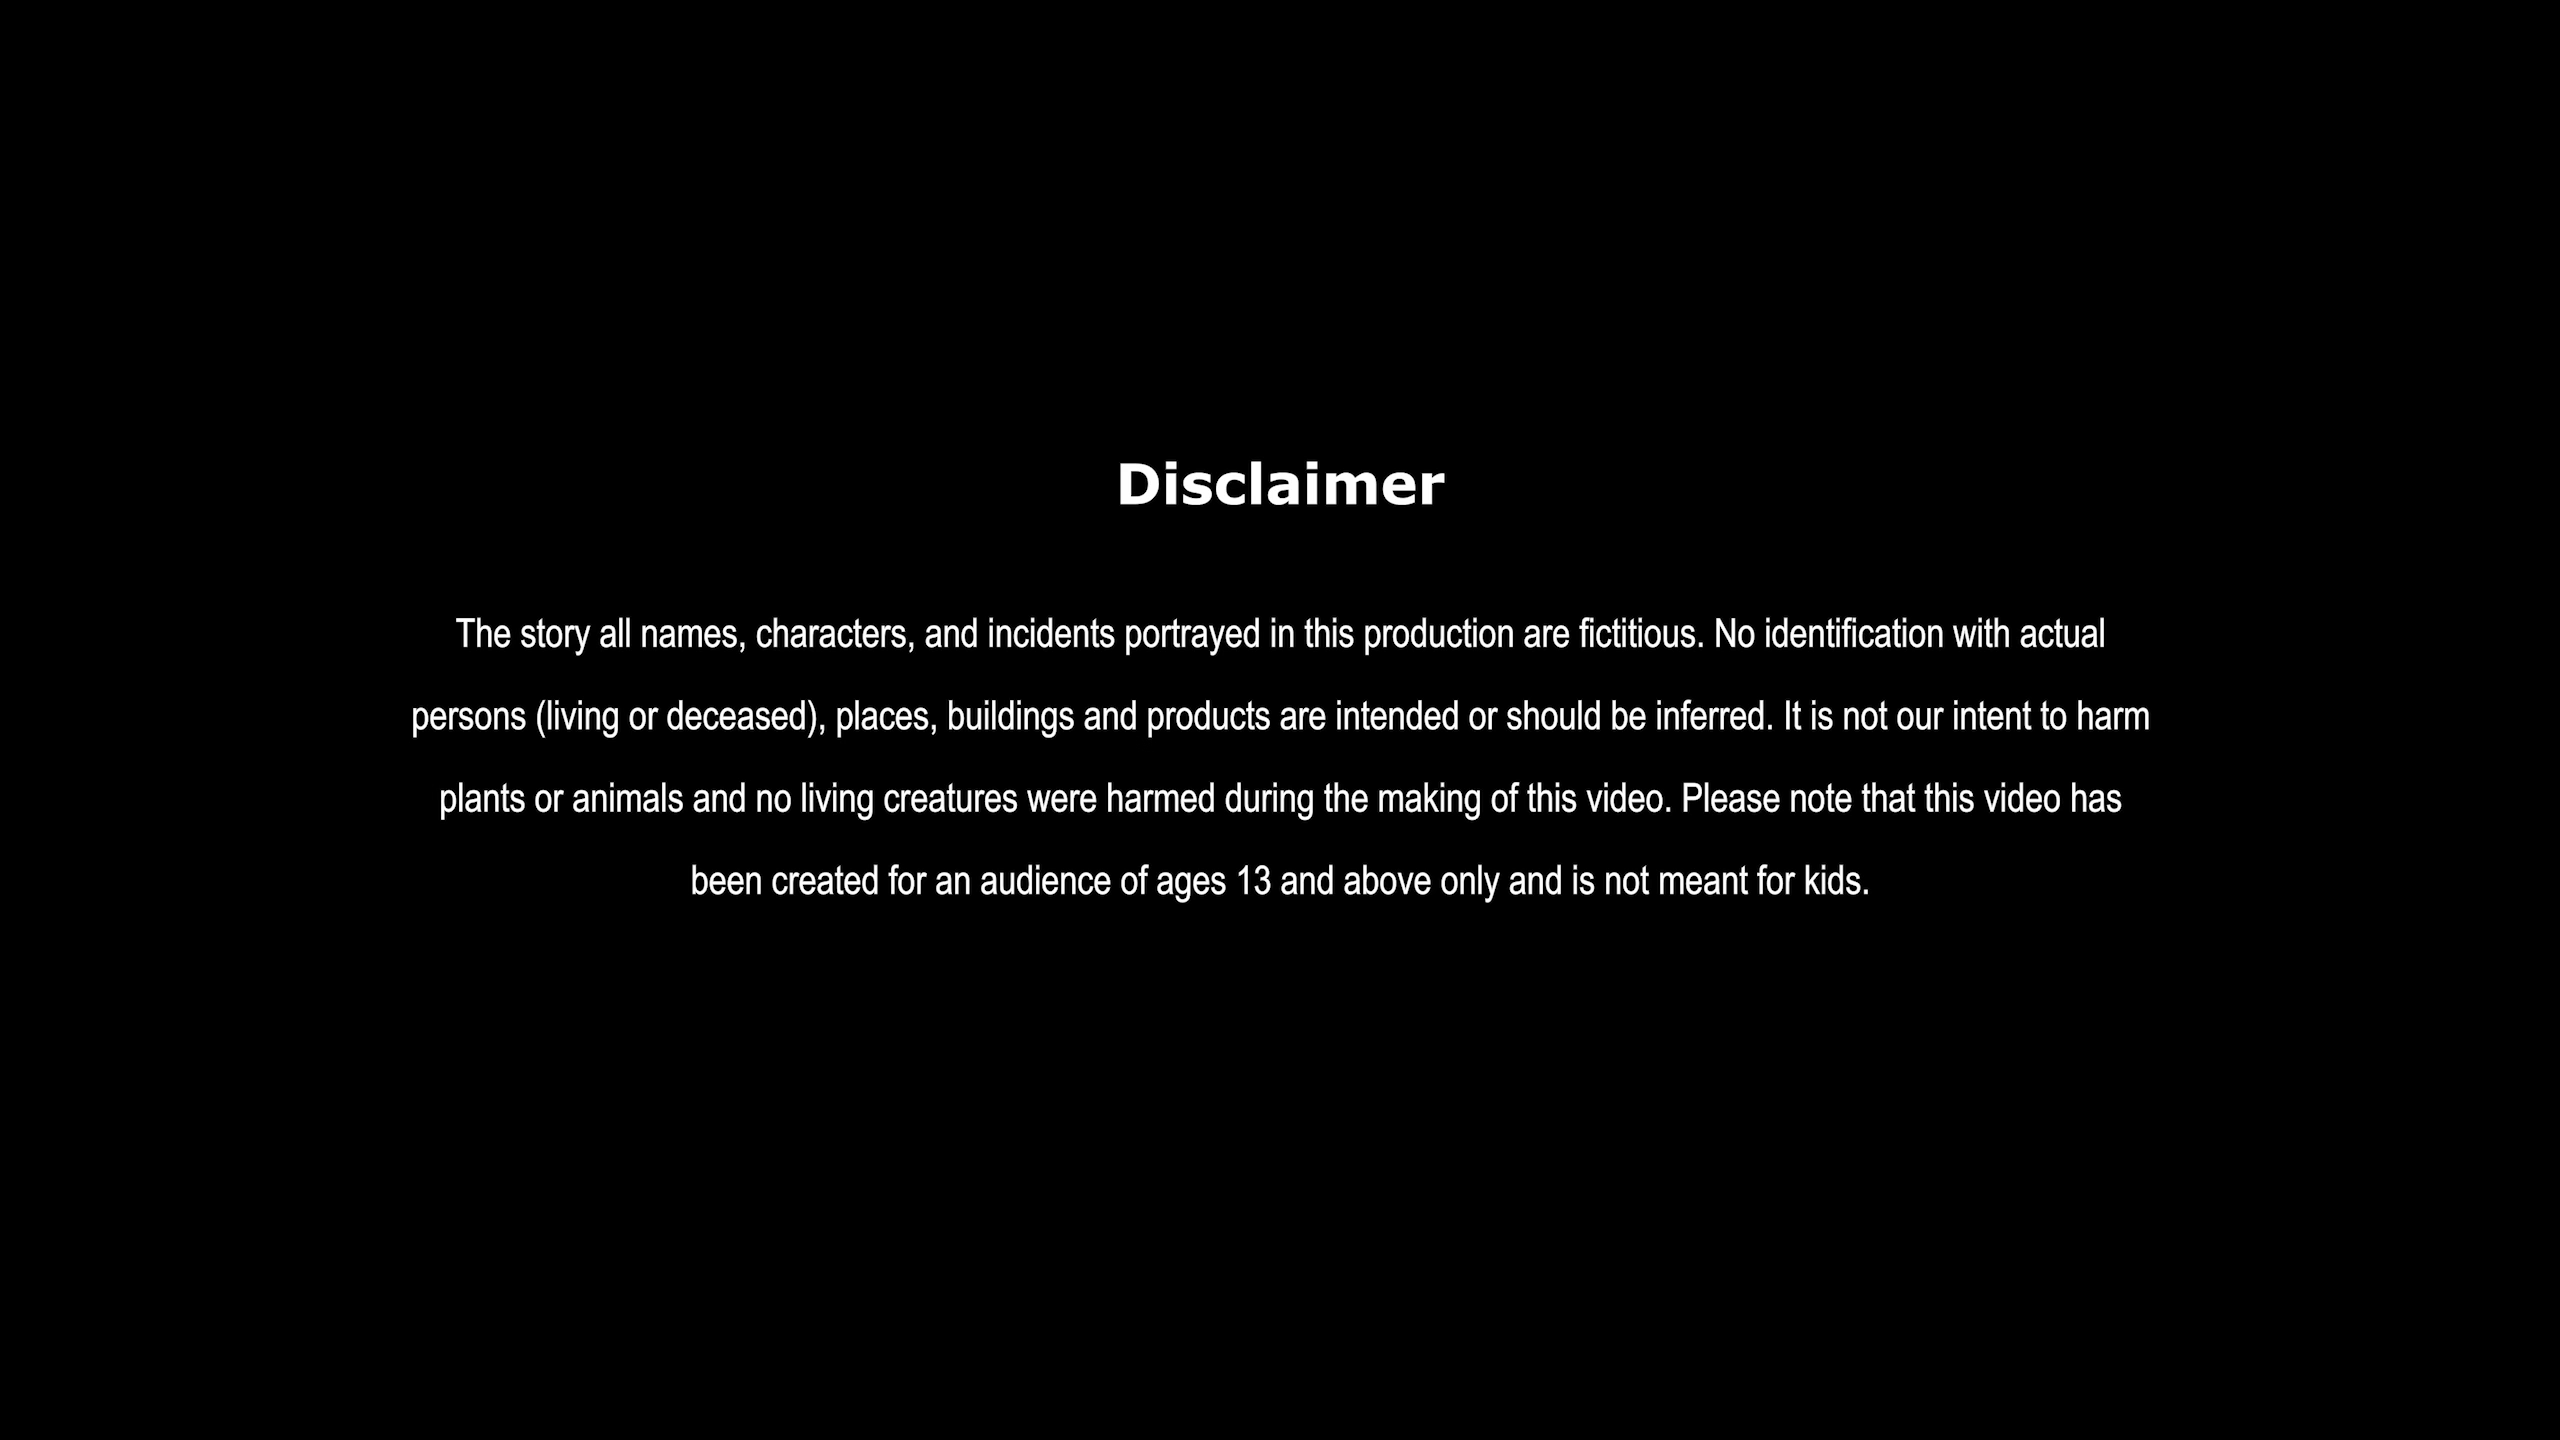 Disclaimer
The story all names, characters, and incidents portrayed in this production are fictitious. No identification with actual
persons (living or deceased), places, buildings and products are intended or should be inferred. It is not our intent to harm
plants or animals and no living creatures were harmed during the making of this video. Please note that this video has
been created for an audience of ages 13 and above only and is not meant for kids.